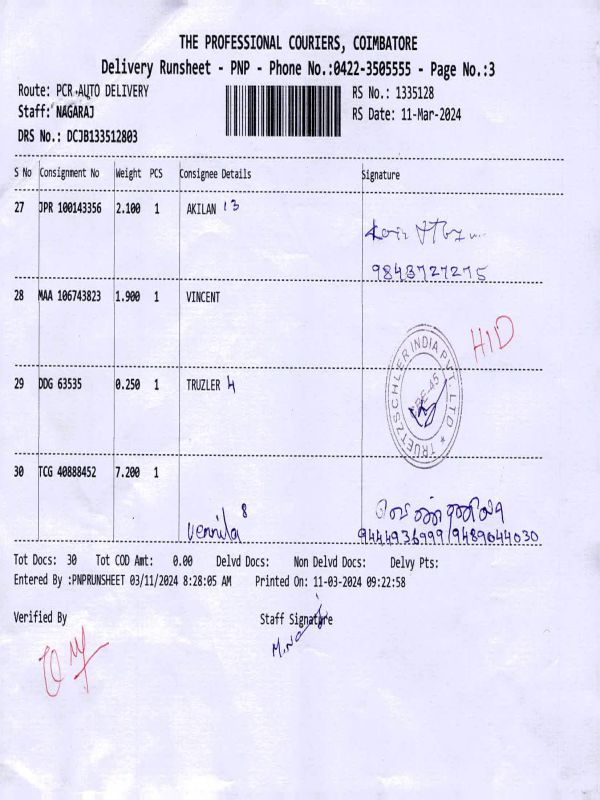 THE PROFESSIONAL COURIERS, COIMBATORE
Delivery Runsheet - PNP - Phone No.:0422-3505555 - Page No.:3
Route: PCR AUTO DELIVERY RS No.: 1335128
Staff: NAGARAJ RS Date: 11-Mar-2024
DRS No.: DCJB133512803
S No Consignment No Weight PCS Consignee Details Signature
27 JPR 100143356 2.100 1 AKILAN 13
9843727275
28 MAA 106743823 1.900 1 VINCENT
HID
29 DDG 63535 0.250 1 TRUZLER 4
TRUETZSCHLER INDIA PVT. LTD
30 TCG 40888452 7.200 1
8
Vennila வெண்ணிலா
9444936999/9489044030
Tot Docs: 30 Tot COD Amt: 0.00 Delvd Docs: Non Delvd Docs: Delvy Pts:
Entered By :PNPRUNSHEET 03/11/2024 8:28:05 AM Printed On: 11-03-2024 09:22:58
Verified By Staff Signature